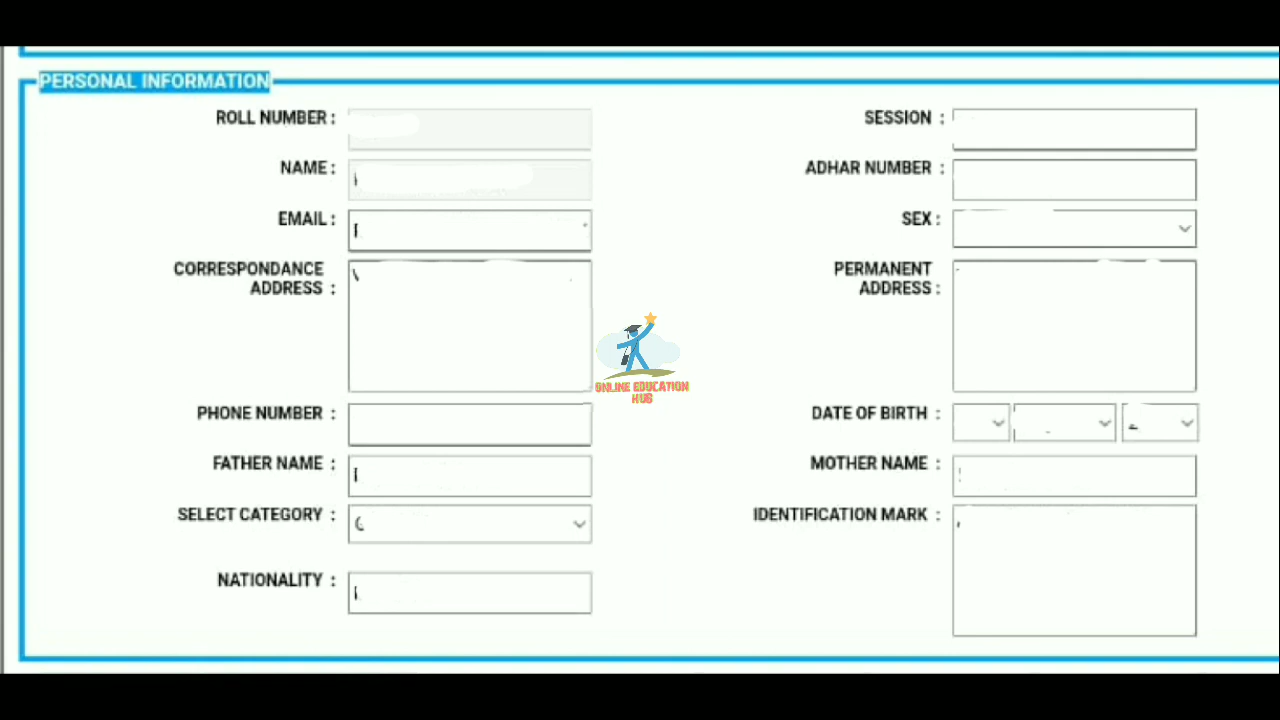 PERSONAL INFORMATION
ROLL NUMBER :
SESSION :
NAME :
ADHAR NUMBER :
EMAIL :
SEX :
CORRESPONDANCE
ADDRESS :
PERMANENT
ADDRESS :
ONLINE EDUCATION
HUB
PHONE NUMBER :
DATE OF BIRTH :
FATHER NAME :
MOTHER NAME :
SELECT CATEGORY :
IDENTIFICATION MARK :
NATIONALITY :